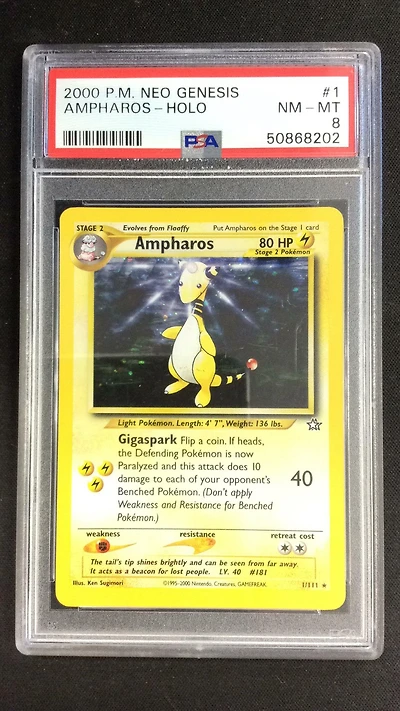 2000 P.M. NEO GENESIS #1
AMPHAROS - HOLO NM - MT
8
PSA 50868202
STAGE 2 Evolves from Flaaffy Put Ampharos on the Stage 1 card
Ampharos 80 HP
Stage 2 Pokémon
Light Pokémon. Length: 4' 7", Weight: 136 lbs.
Gigaspark Flip a coin. If heads,
the Defending Pokémon is now
Paralyzed and this attack does 10
damage to each of your opponent's
Benched Pokémon. (Don't apply
Weakness and Resistance for Benched
Pokémon.)
40
weakness resistance retreat cost
The tail's tip shines brightly and can be seen from far away.
It acts as a beacon for lost people. LV. 40 #181
Illus. Ken Sugimori ©1995-2000 Nintendo, Creatures, GAMEFREAK. 1/111 ★